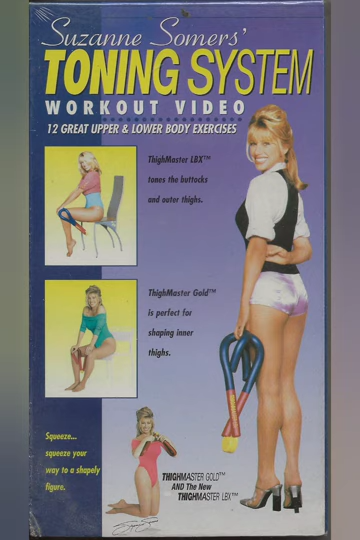 Suzanne Somers'
TONING SYSTEM
WORKOUT VIDEO
12 GREAT UPPER & LOWER BODY EXERCISES
ThighMaster LBX™
tones the buttocks
and outer thighs.
ThighMaster Gold™
is perfect for
shaping inner
thighs.
Squeeze...
squeeze your
way to a shapely
figure.
THIGHMASTER GOLD™
AND The New
THIGHMASTER LBX™